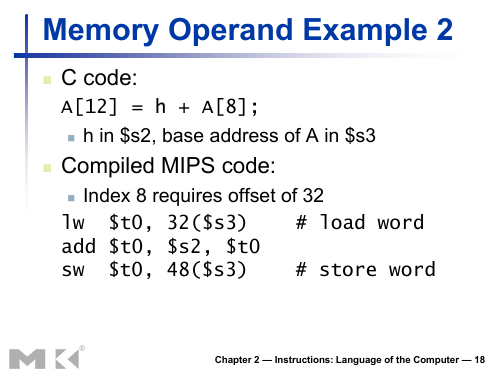 Memory Operand Example 2
C code:
A[12] = h + A[8];
h in $s2, base address of A in $s3
Compiled MIPS code:
Index 8 requires offset of 32
lw $t0, 32($s3) # load word
add $t0, $s2, $t0
sw $t0, 48($s3) # store word
MK®
Chapter 2 — Instructions: Language of the Computer — 18